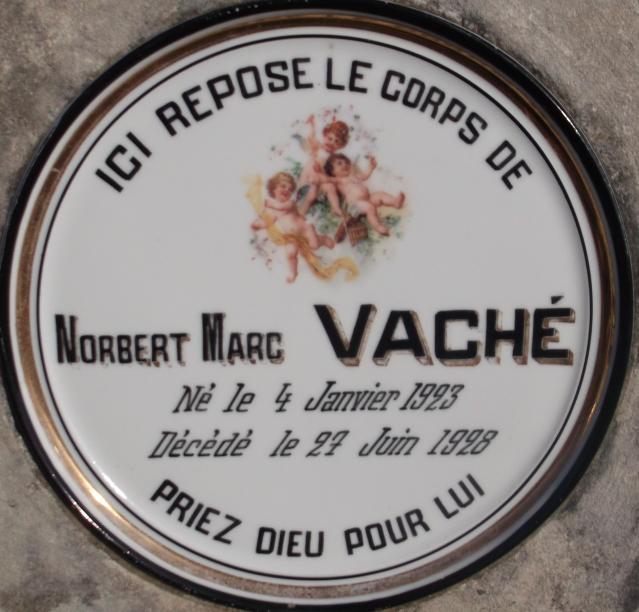 ICI REPOSE LE CORPS DE
NORBERT MARC VACHÉ
Né le 4 Janvier 1923
Décédé le 27 Juin 1928
PRIEZ DIEU POUR LUI